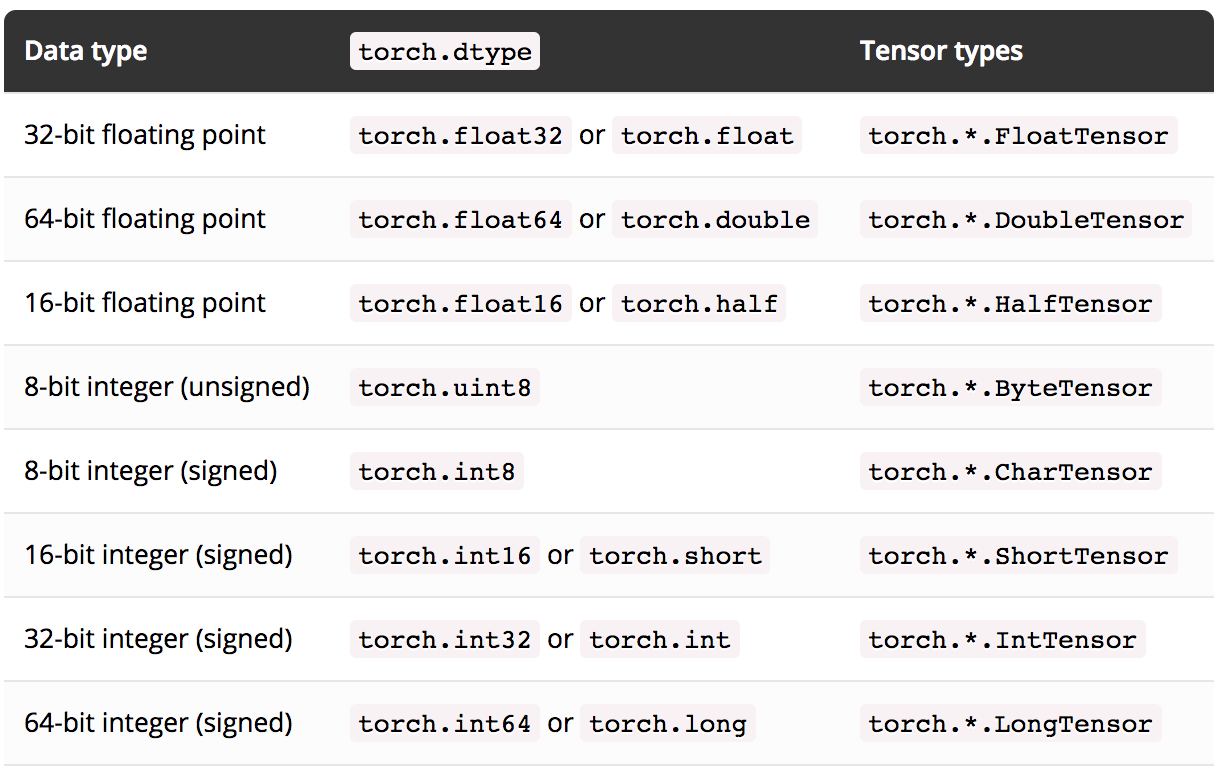 Data type torch.dtype Tensor types
32-bit floating point torch.float32 or torch.float torch.*.FloatTensor
64-bit floating point torch.float64 or torch.double torch.*.DoubleTensor
16-bit floating point torch.float16 or torch.half torch.*.HalfTensor
8-bit integer (unsigned) torch.uint8 torch.*.ByteTensor
8-bit integer (signed) torch.int8 torch.*.CharTensor
16-bit integer (signed) torch.int16 or torch.short torch.*.ShortTensor
32-bit integer (signed) torch.int32 or torch.int torch.*.IntTensor
64-bit integer (signed) torch.int64 or torch.long torch.*.LongTensor